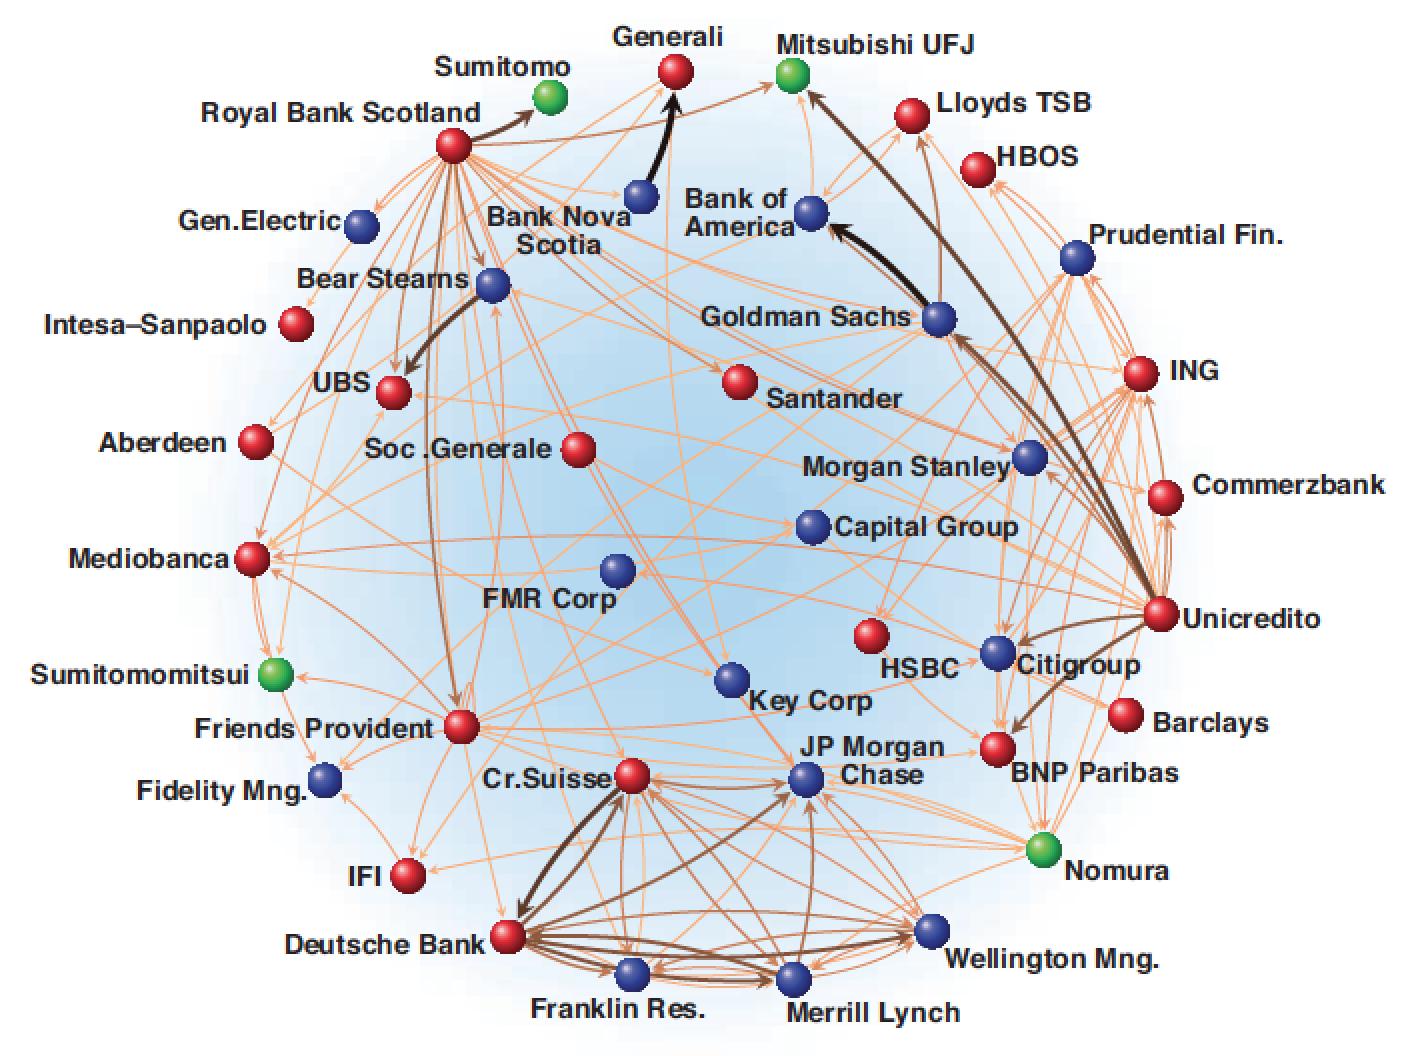 Generali
Mitsubishi UFJ
Sumitomo
Lloyds TSB
Royal Bank Scotland
HBOS
Bank of
America
Gen.Electric
Bank Nova
Scotia
Prudential Fin.
Bear Stearns
Goldman Sachs
Intesa–Sanpaolo
ING
UBS
Santander
Aberdeen
Soc .Generale
Morgan Stanley
Commerzbank
Capital Group
Mediobanca
FMR Corp
Unicredito
HSBC
Citigroup
Sumitomomitsui
Key Corp
Barclays
Friends Provident
JP Morgan
Chase
BNP Paribas
Cr.Suisse
Fidelity Mng.
Nomura
IFI
Deutsche Bank
Wellington Mng.
Franklin Res.
Merrill Lynch